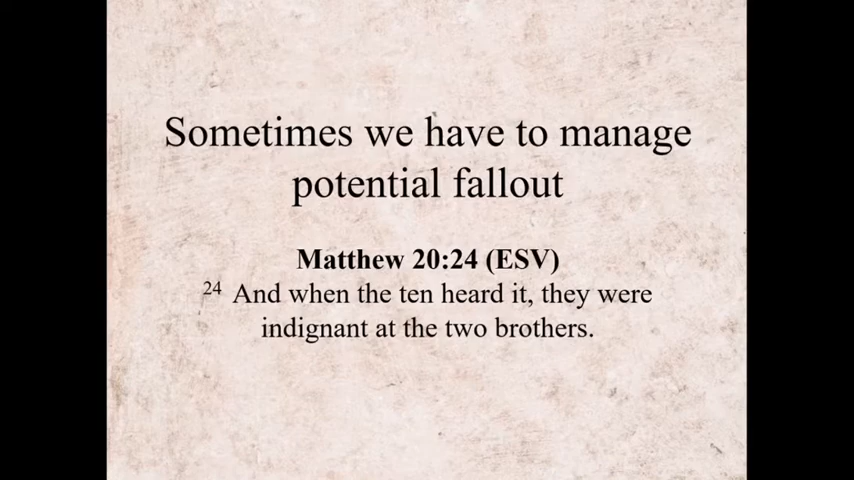 Sometimes we have to manage
potential fallout
Matthew 20:24 (ESV)
24 And when the ten heard it, they were
indignant at the two brothers.